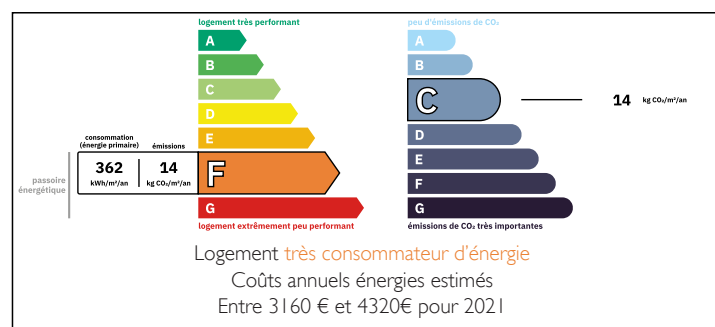 logement très performant
A
B
C
D
E
consommation
(énergie primaire)
émissions
362
kWh/m²/an
14
kg CO₂/m²/an
F
passoire
énergétique
G
logement extrêmement peu performant
peu d'émissions de CO₂
A
B
C
14
kg CO₂/m²/an
D
E
F
G
émissions de CO₂ très importantes
Logement très consommateur d'énergie
Coûts annuels énergies estimés
Entre 3160 € et 4320€ pour 2021